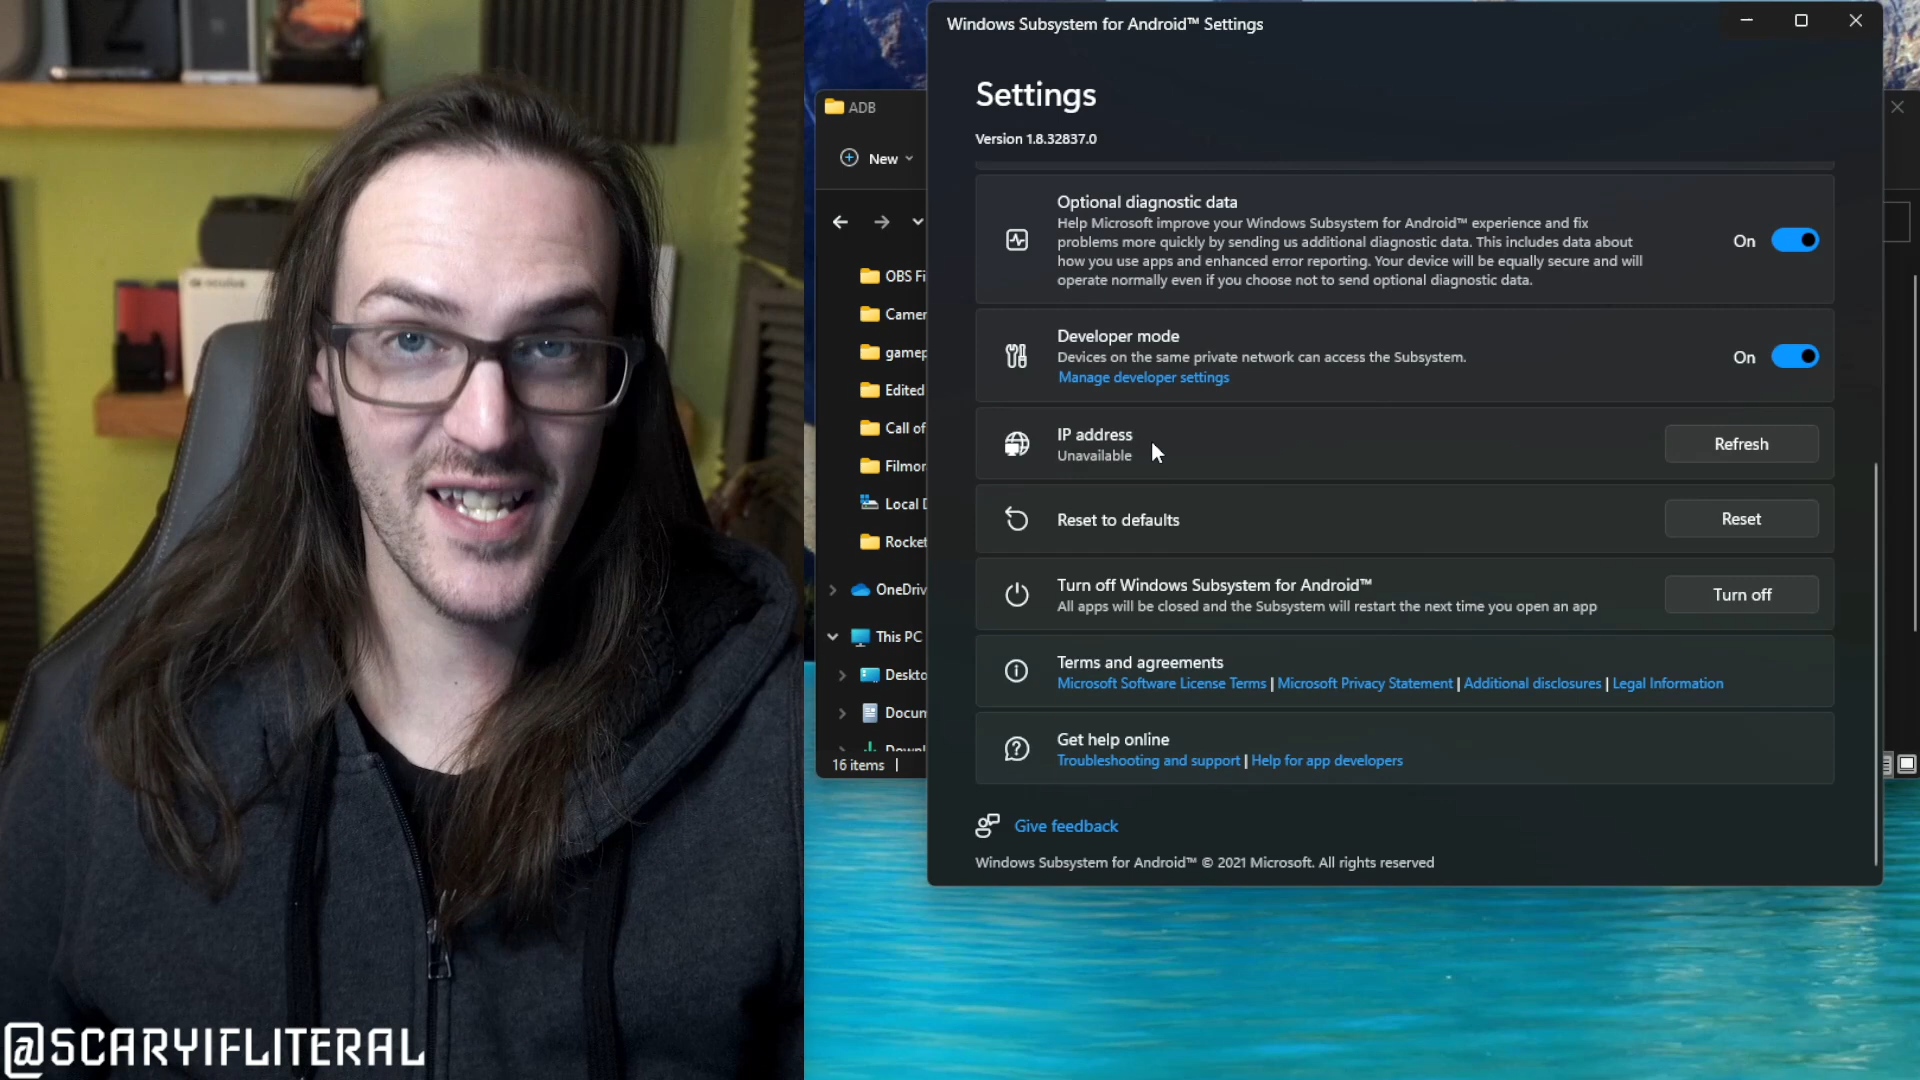 Windows Subsystem for Android™ Settings
Settings
Version 1.8.32837.0
ADB
New
OBS Fi
Camer
gamep
Edited
Call of
Filmor
Local D
Rocket
OneDriv
This PC
Deskto
Docum
Downl
16 items
Optional diagnostic data
Help Microsoft improve your Windows Subsystem for Android™ experience and fix
problems more quickly by sending us additional diagnostic data. This includes data about
how you use apps and enhanced error reporting. Your device will be equally secure and will
operate normally even if you choose not to send optional diagnostic data.
On
Developer mode
Devices on the same private network can access the Subsystem.
Manage developer settings
On
IP address
Unavailable
Refresh
Reset to defaults
Reset
Turn off Windows Subsystem for Android™
All apps will be closed and the Subsystem will restart the next time you open an app
Turn off
Terms and agreements
Microsoft Software License Terms | Microsoft Privacy Statement | Additional disclosures | Legal Information
Get help online
Troubleshooting and support | Help for app developers
Give feedback
Windows Subsystem for Android™ © 2021 Microsoft. All rights reserved
@SCARYIFLITERAL